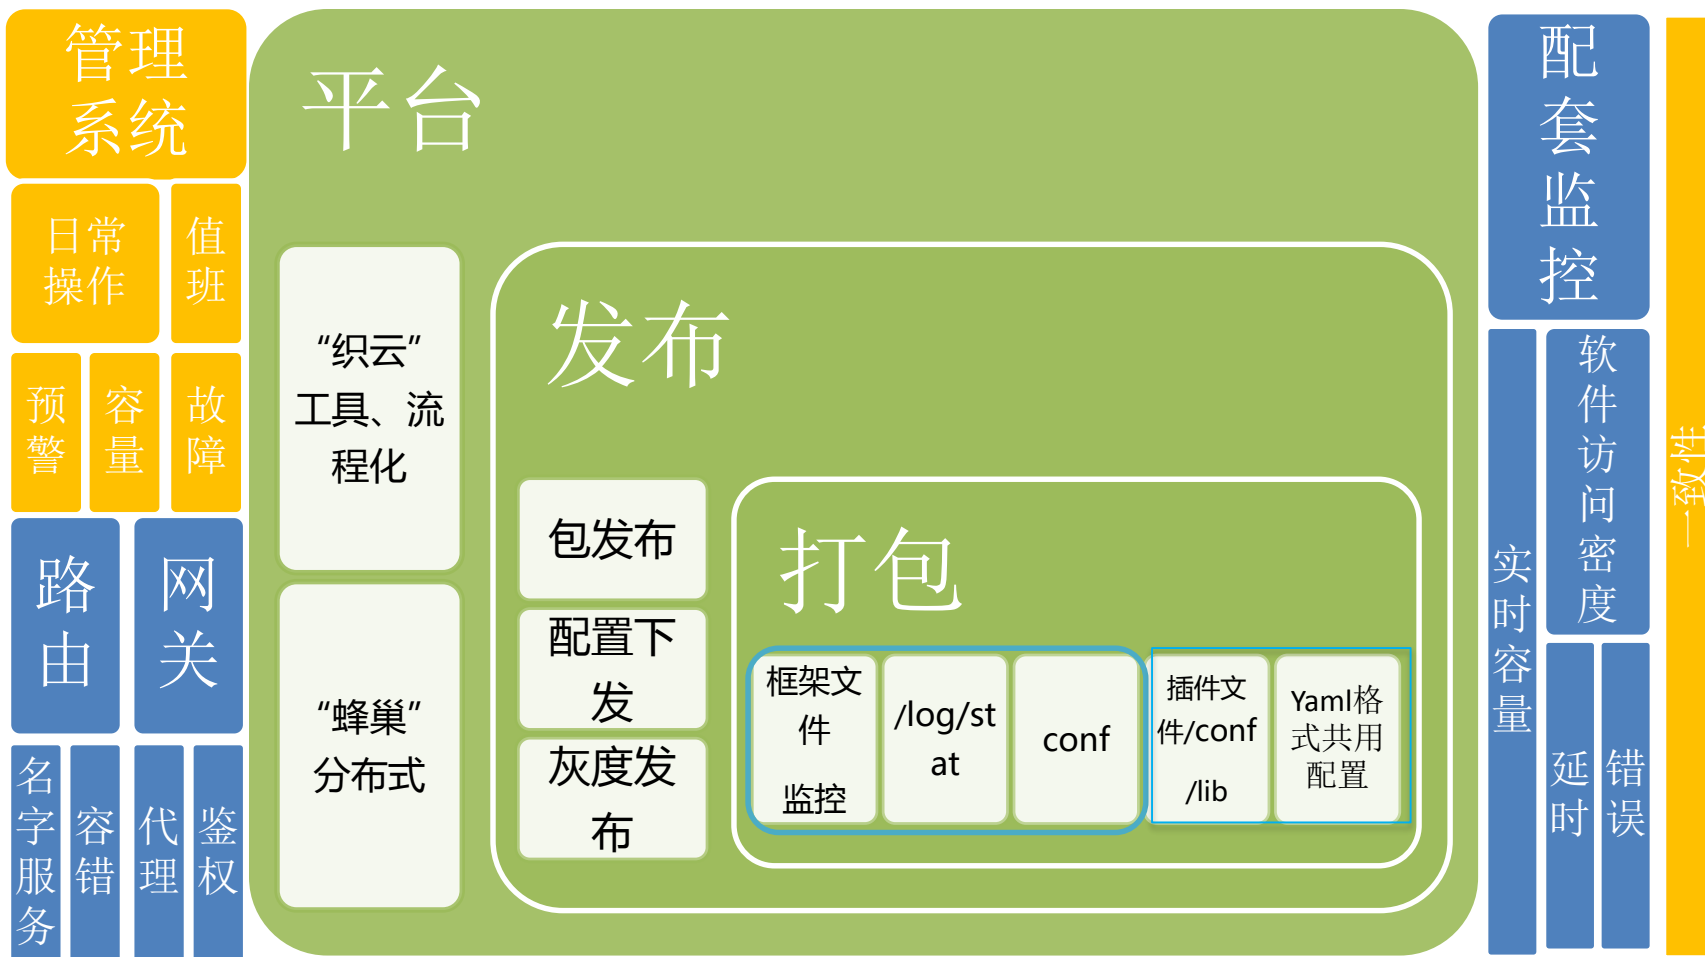 管理
系统
日常
操作
值
班
预
警
容
量
故
障
路
由
网
关
名
字
服
务
容
错
代
理
鉴
权
平台
“织云”
工具、流
程化
“蜂巢”
分布式
发布
包发布
配置下
发
灰度发
布
打包
框架文
件
监控
/log/st
at
conf
插件文
件/conf
/lib
Yaml格
式共用
配置
配
套
监
控
实
时
容
量
软
件
访
问
密
度
延
时
错
误
一致性